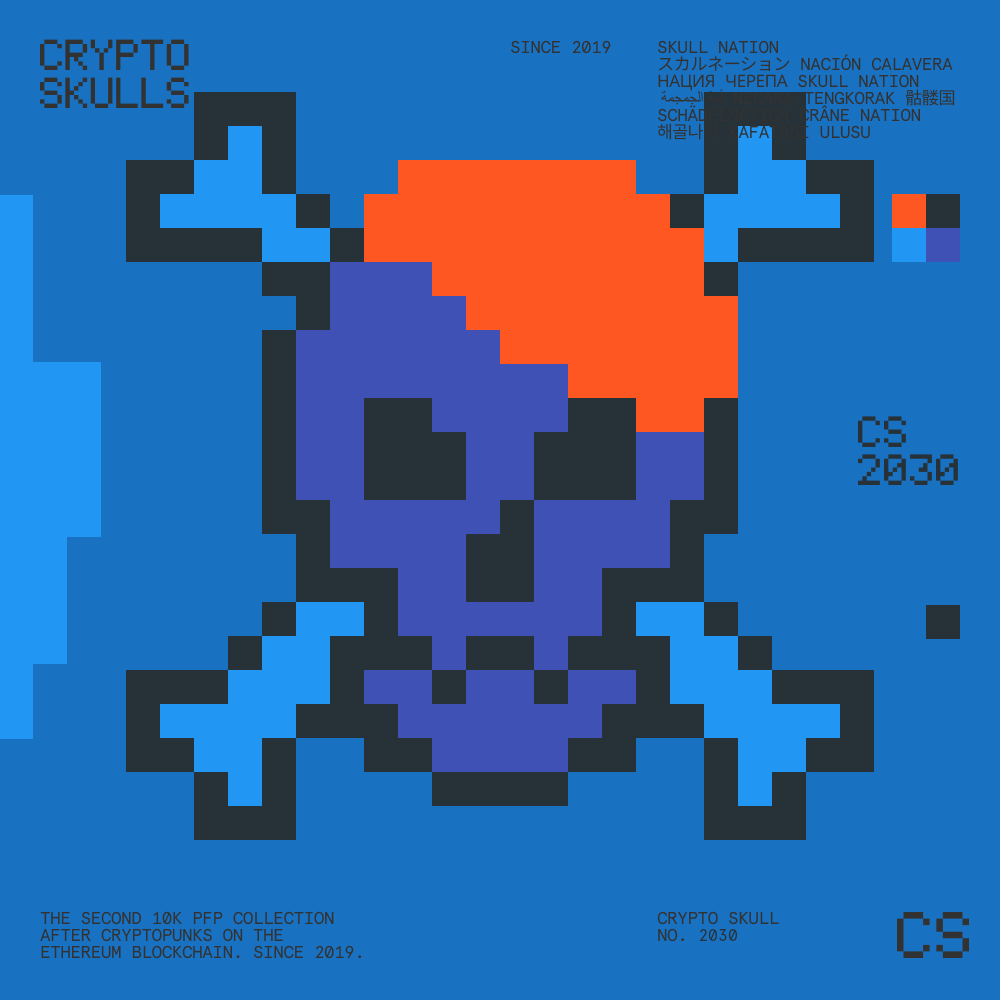 CRYPTO
SKULLS
SINCE 2019
SKULL NATION
スカルネーション NACIÓN CALAVERA
НАЦИЯ ЧЕРЕПА SKULL NATION
TENGKORAK 骷髅国
CRÂNE NATION
ULUSU
CS
2030
THE SECOND 10K PFP COLLECTION
AFTER CRYPTOPUNKS ON THE
ETHEREUM BLOCKCHAIN. SINCE 2019.
CRYPTO SKULL
NO. 2030
CS